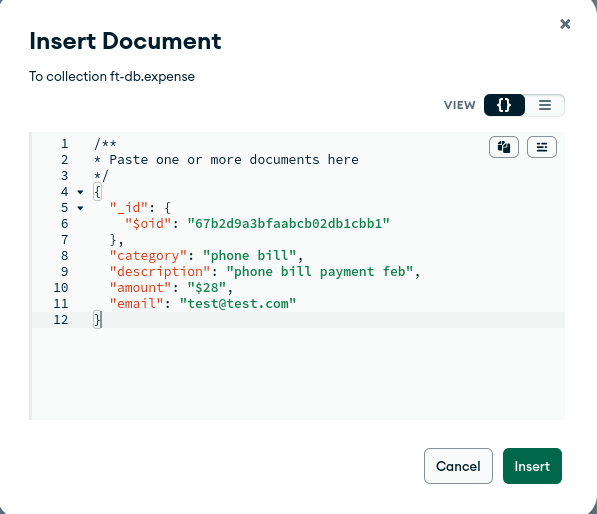 ×
Insert Document
To collection ft-db.expense
VIEW {} ☰
1 /**
2 * Paste one or more documents here
3 */
4 {
5 "_id": {
6 "$oid": "67b2d9a3bfaabcb02db1cbb1"
7 },
8 "category": "phone bill",
9 "description": "phone bill payment feb",
10 "amount": "$28",
11 "email": "test@test.com"
12 }
Cancel Insert